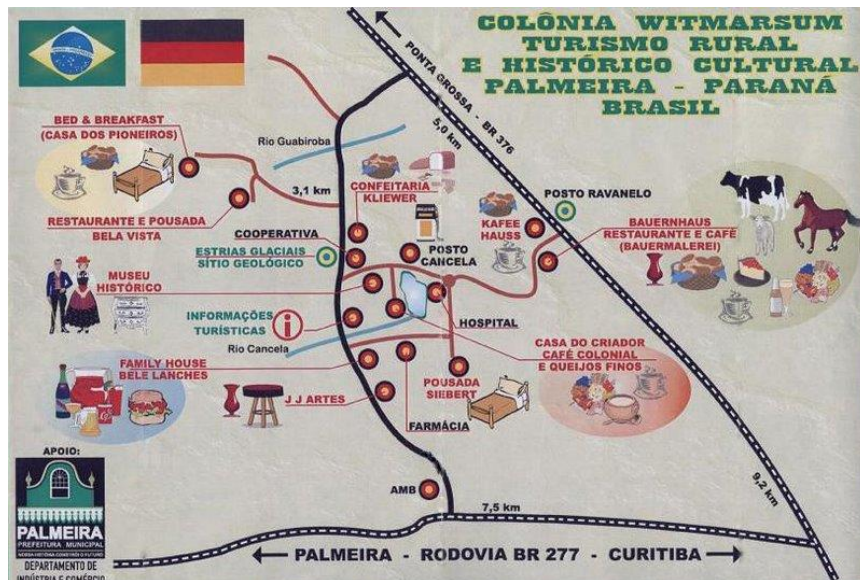 COLÔNIA WITMARSUM
TURISMO RURAL
E HISTÓRICO CULTURAL
PALMEIRA - PARANÁ
BRASIL
PONTA GROSSA - BR 376
5,0 km
BED & BREAKFAST
(CASA DOS PIONEIROS)
Rio Guabiroba
3,1 km
CONFEITARIA
KLIEWER
POSTO RAVANELO
RESTAURANTE E POUSADA
BELA VISTA
COOPERATIVA
KAFEE
HAUSS
BAUERNHAUS
RESTAURANTE E CAFÉ
(BAUERMALEREI)
ESTRIAS GLACIAIS
SÍTIO GEOLÓGICO
POSTO
CANCELA
MUSEU
HISTÓRICO
INFORMAÇÕES
TURÍSTICAS
i
HOSPITAL
Rio Cancela
CASA DO CRIADOR
CAFÉ COLONIAL
E QUEIJOS FINOS
FAMILY HOUSE
BELE LANCHES
POUSADA
SIEBERT
J J ARTES
FARMÁCIA
APOIO:
AMB
9,2 km
7,5 km
PALMEIRA
PREFEITURA MUNICIPAL
DEPARTAMENTO DE
INDÚSTRIA E COMÉRCIO
PALMEIRA - RODOVIA BR 277 - CURITIBA